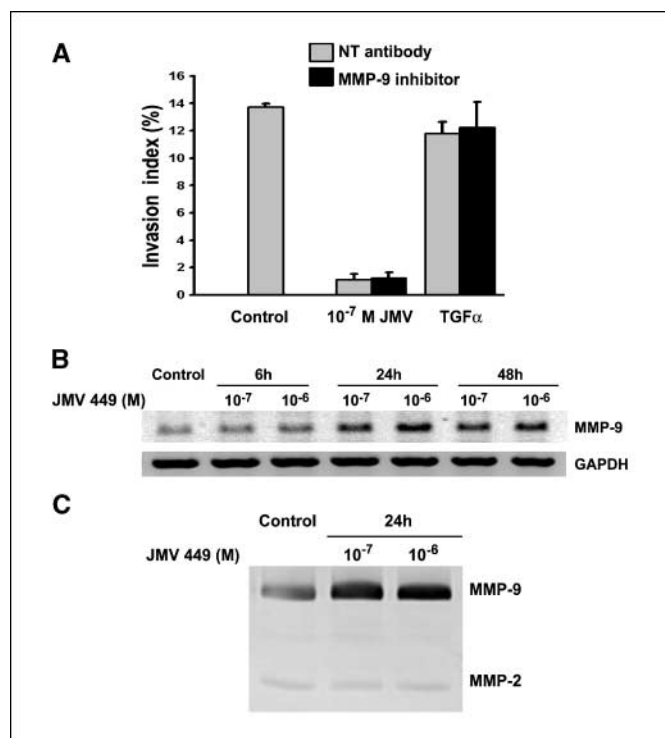 A
NT antibody
MMP-9 inhibitor
Invasion index (%)
16
14
12
10
8
6
4
2
0
Control 10⁻⁷ M JMV TGFα
B
Control 6h 24h 48h
JMV 449 (M) 10⁻⁷ 10⁻⁶ 10⁻⁷ 10⁻⁶ 10⁻⁷ 10⁻⁶
MMP-9
GAPDH
C
Control 24h
JMV 449 (M) 10⁻⁷ 10⁻⁶
MMP-9
MMP-2